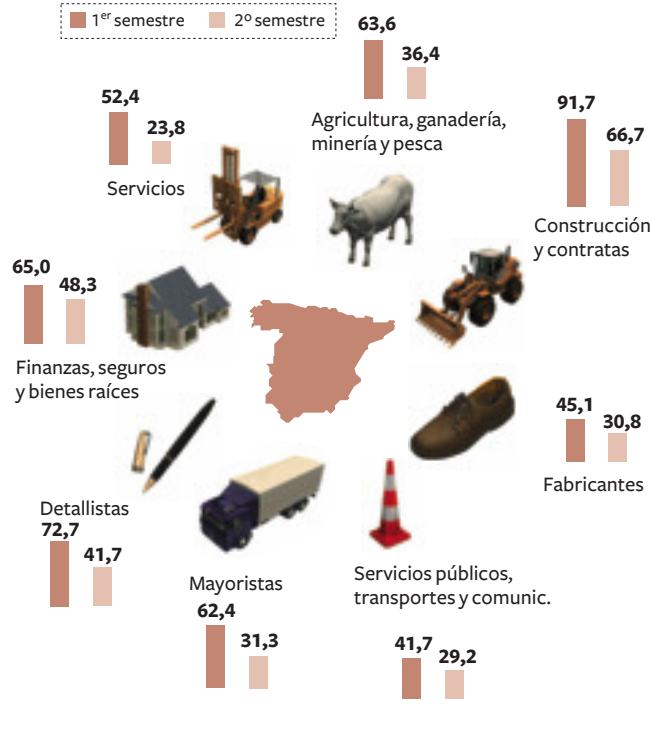 1er semestre 2º semestre
63,6
36,4
Agricultura, ganadería,
minería y pesca
52,4
23,8
Servicios
91,7
66,7
Construcción
y contratas
65,0
48,3
Finanzas, seguros
y bienes raíces
45,1
30,8
Fabricantes
Detallistas
72,7
41,7
Mayoristas
62,4
31,3
Servicios públicos,
transportes y comunic.
41,7
29,2